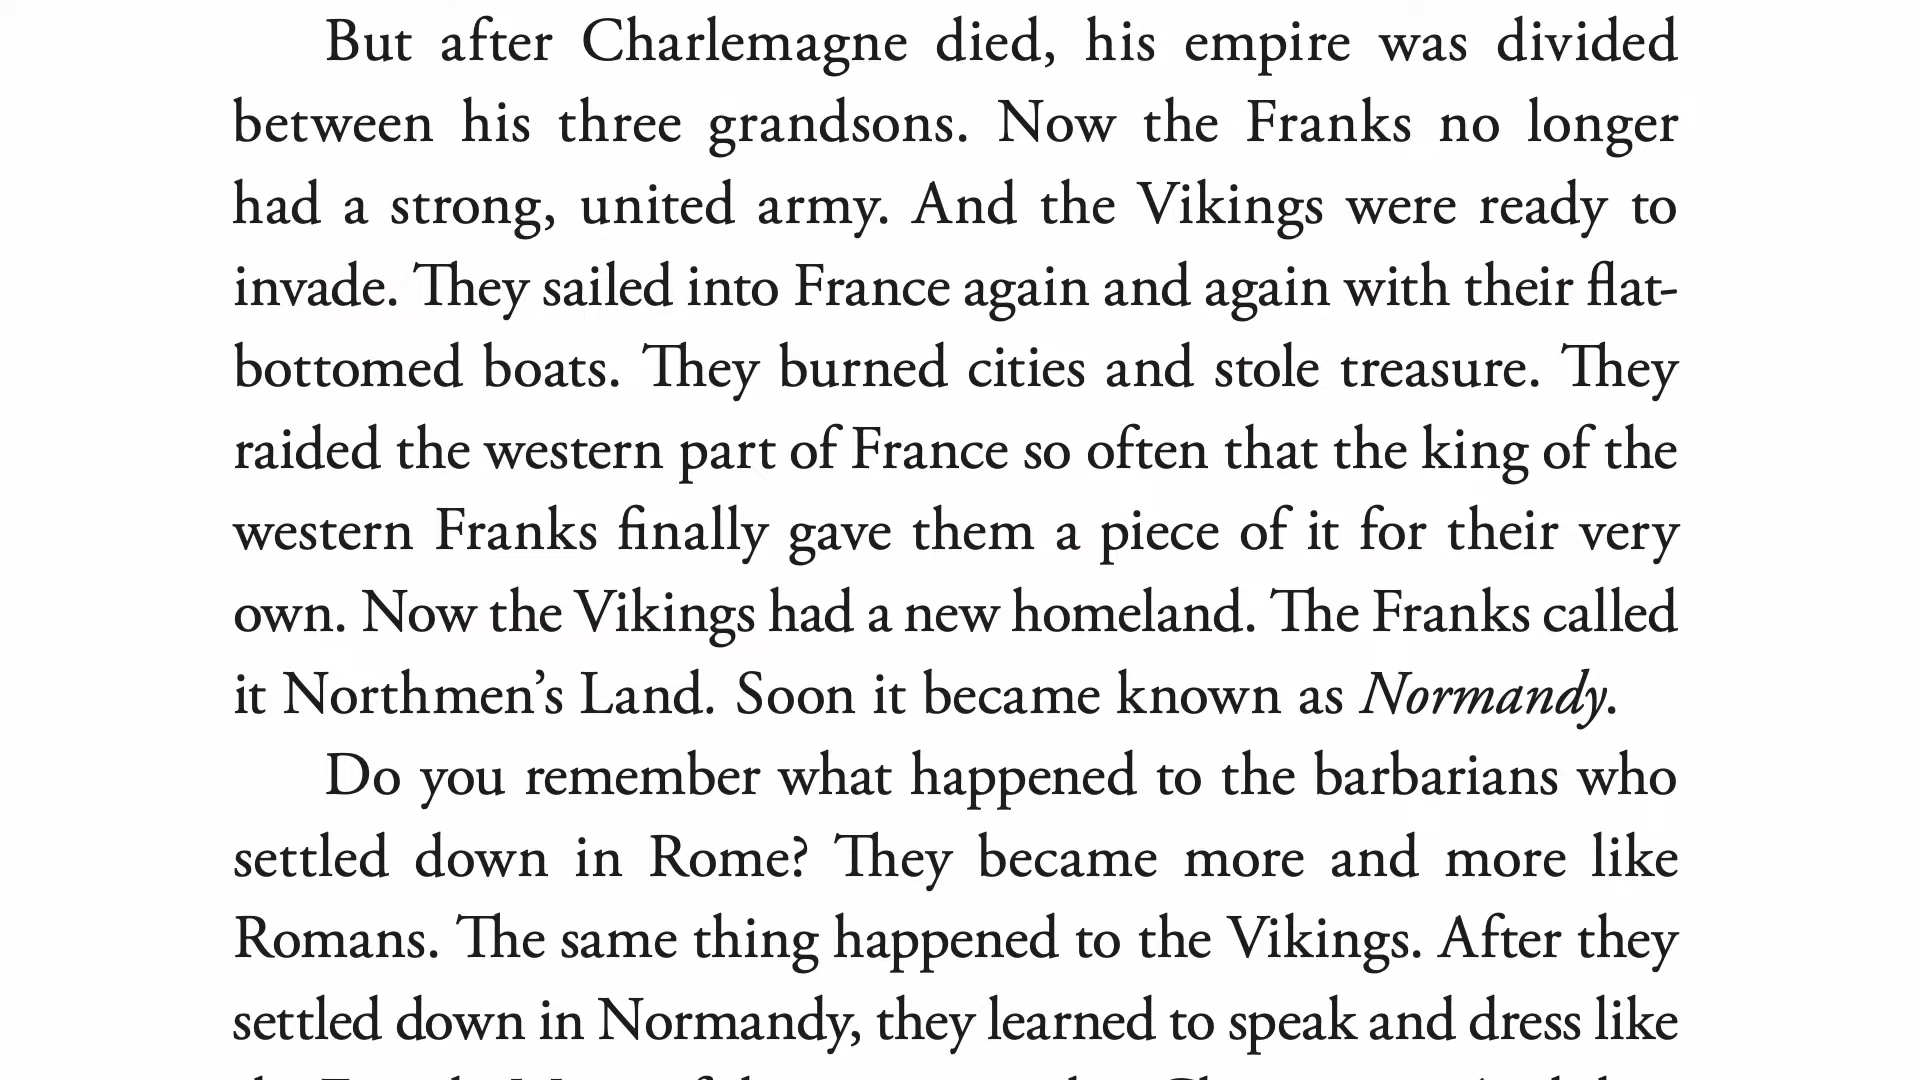 But after Charlemagne died, his empire was divided
between his three grandsons. Now the Franks no longer
had a strong, united army. And the Vikings were ready to
invade. They sailed into France again and again with their flat-
bottomed boats. They burned cities and stole treasure. They
raided the western part of France so often that the king of the
western Franks finally gave them a piece of it for their very
own. Now the Vikings had a new homeland. The Franks called
it Northmen’s Land. Soon it became known as Normandy.
Do you remember what happened to the barbarians who
settled down in Rome? They became more and more like
Romans. The same thing happened to the Vikings. After they
settled down in Normandy, they learned to speak and dress like